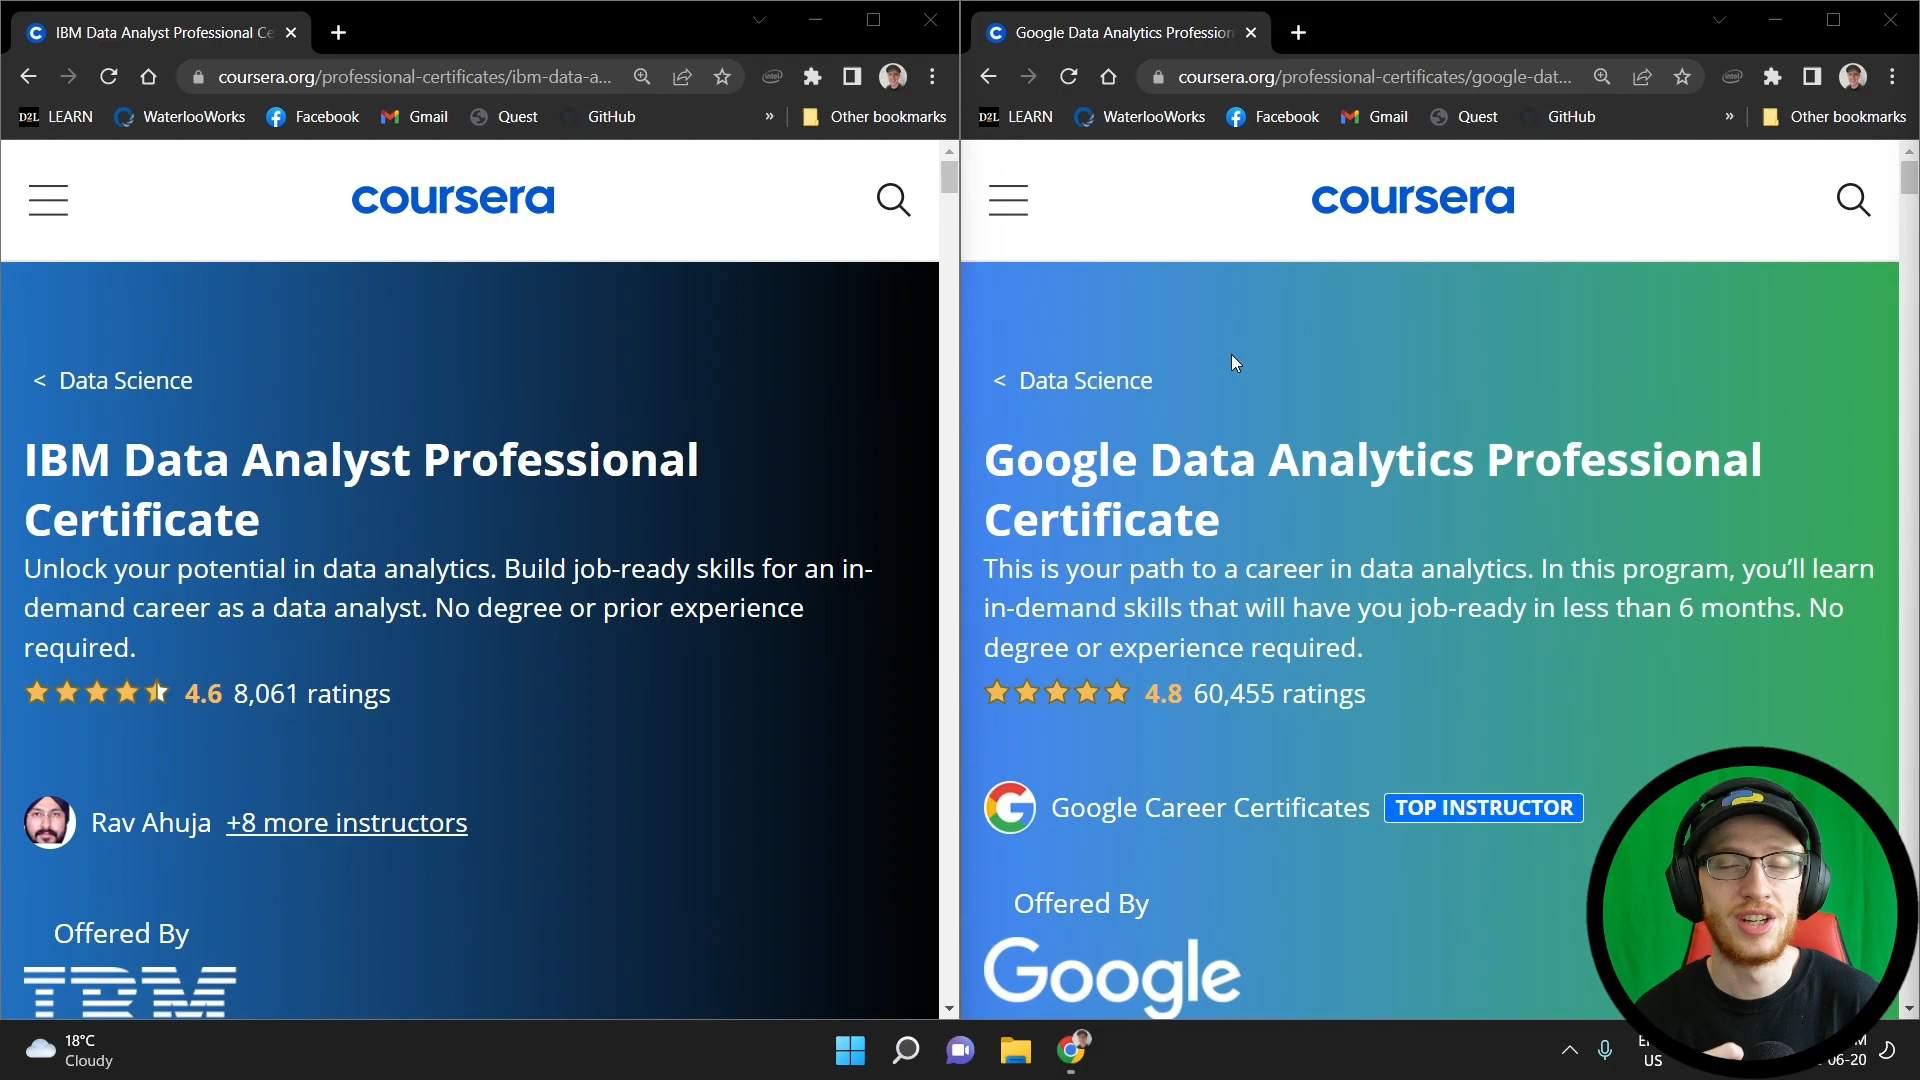 IBM Data Analyst Professional Ce
coursera.org/professional-certificates/ibm-data-a...
D2L LEARN WaterlooWorks Facebook Gmail Quest GitHub » Other bookmarks
coursera
< Data Science
IBM Data Analyst Professional
Certificate
Unlock your potential in data analytics. Build job-ready skills for an in-
demand career as a data analyst. No degree or prior experience
required.
4.6 8,061 ratings
Rav Ahuja +8 more instructors
Offered By
IBM
Google Data Analytics Profession
coursera.org/professional-certificates/google-dat...
D2L LEARN WaterlooWorks Facebook Gmail Quest GitHub » Other bookmarks
coursera
< Data Science
Google Data Analytics Professional
Certificate
This is your path to a career in data analytics. In this program, you’ll learn
in-demand skills that will have you job-ready in less than 6 months. No
degree or experience required.
4.8 60,455 ratings
Google Career Certificates TOP INSTRUCTOR
Offered By
Google
18°C
Cloudy
US
06-20